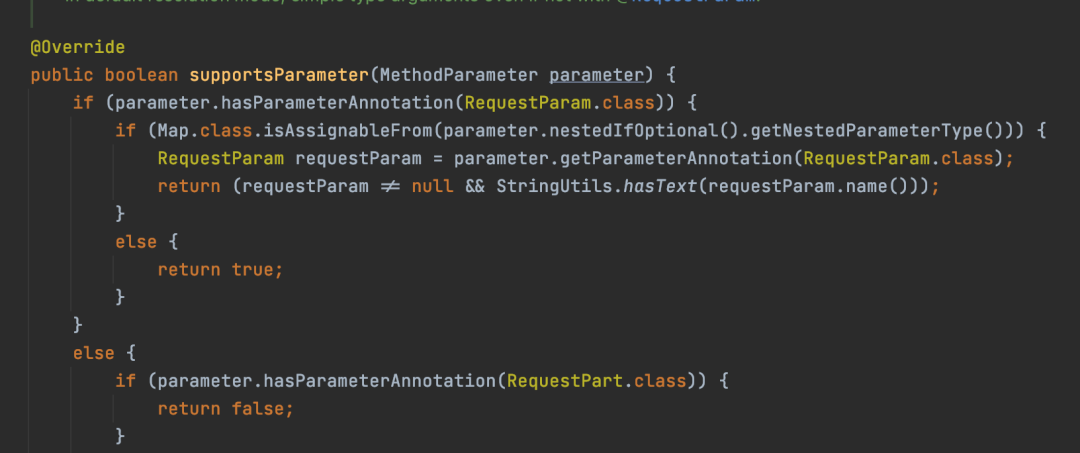 in default resolution mode, simple type arguments even if not with @RequestParam.
@Override
public boolean supportsParameter(MethodParameter parameter) {
if (parameter.hasParameterAnnotation(RequestParam.class)) {
if (Map.class.isAssignableFrom(parameter.nestedIfOptional().getNestedParameterType())) {
RequestParam requestParam = parameter.getParameterAnnotation(RequestParam.class);
return (requestParam ≠ null && StringUtils.hasText(requestParam.name()));
}
else {
return true;
}
}
else {
if (parameter.hasParameterAnnotation(RequestPart.class)) {
return false;
}